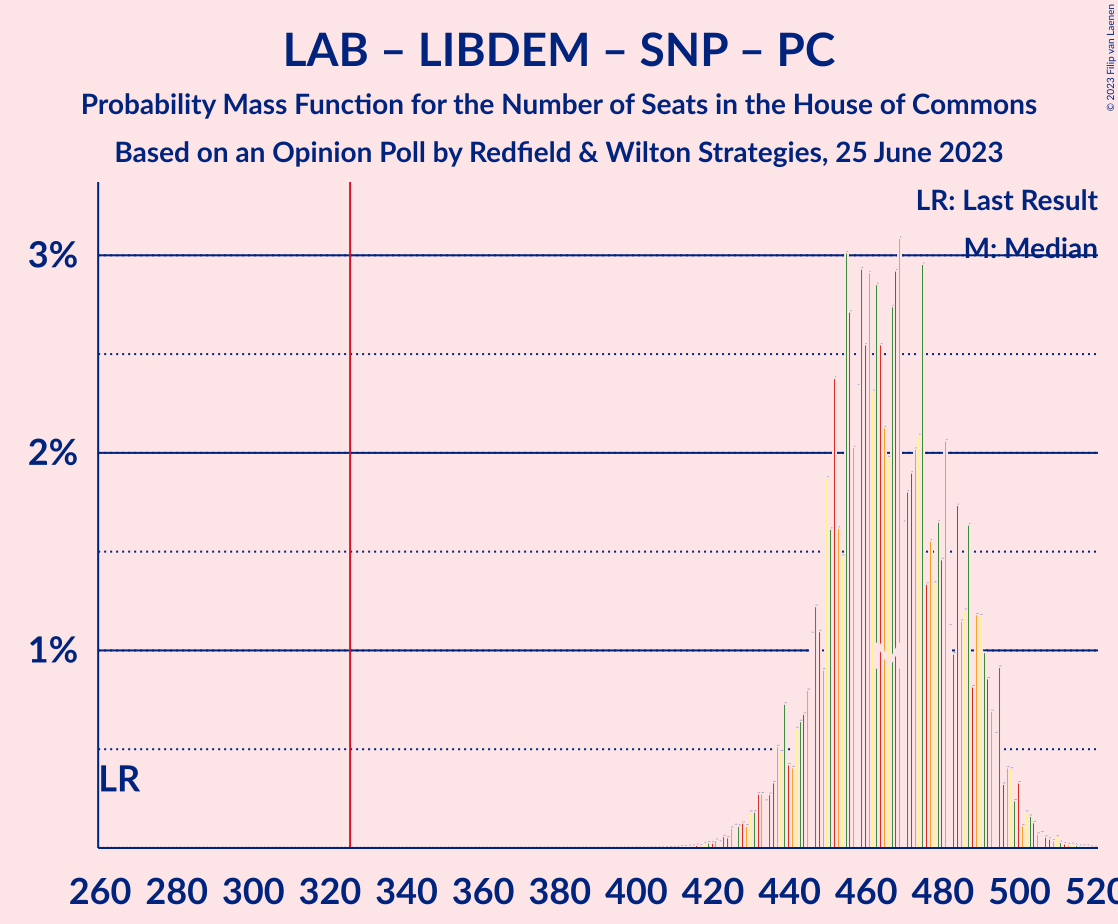 LAB – LIBDEM – SNP – PC
Probability Mass Function for the Number of Seats in the House of Commons
Based on an Opinion Poll by Redfield & Wilton Strategies, 25 June 2023
© 2023 Filip van Laenen
LR: Last Result
M: Median
3%
2%
1%
LR
M
260 280 300 320 340 360 380 400 420 440 460 480 500 520